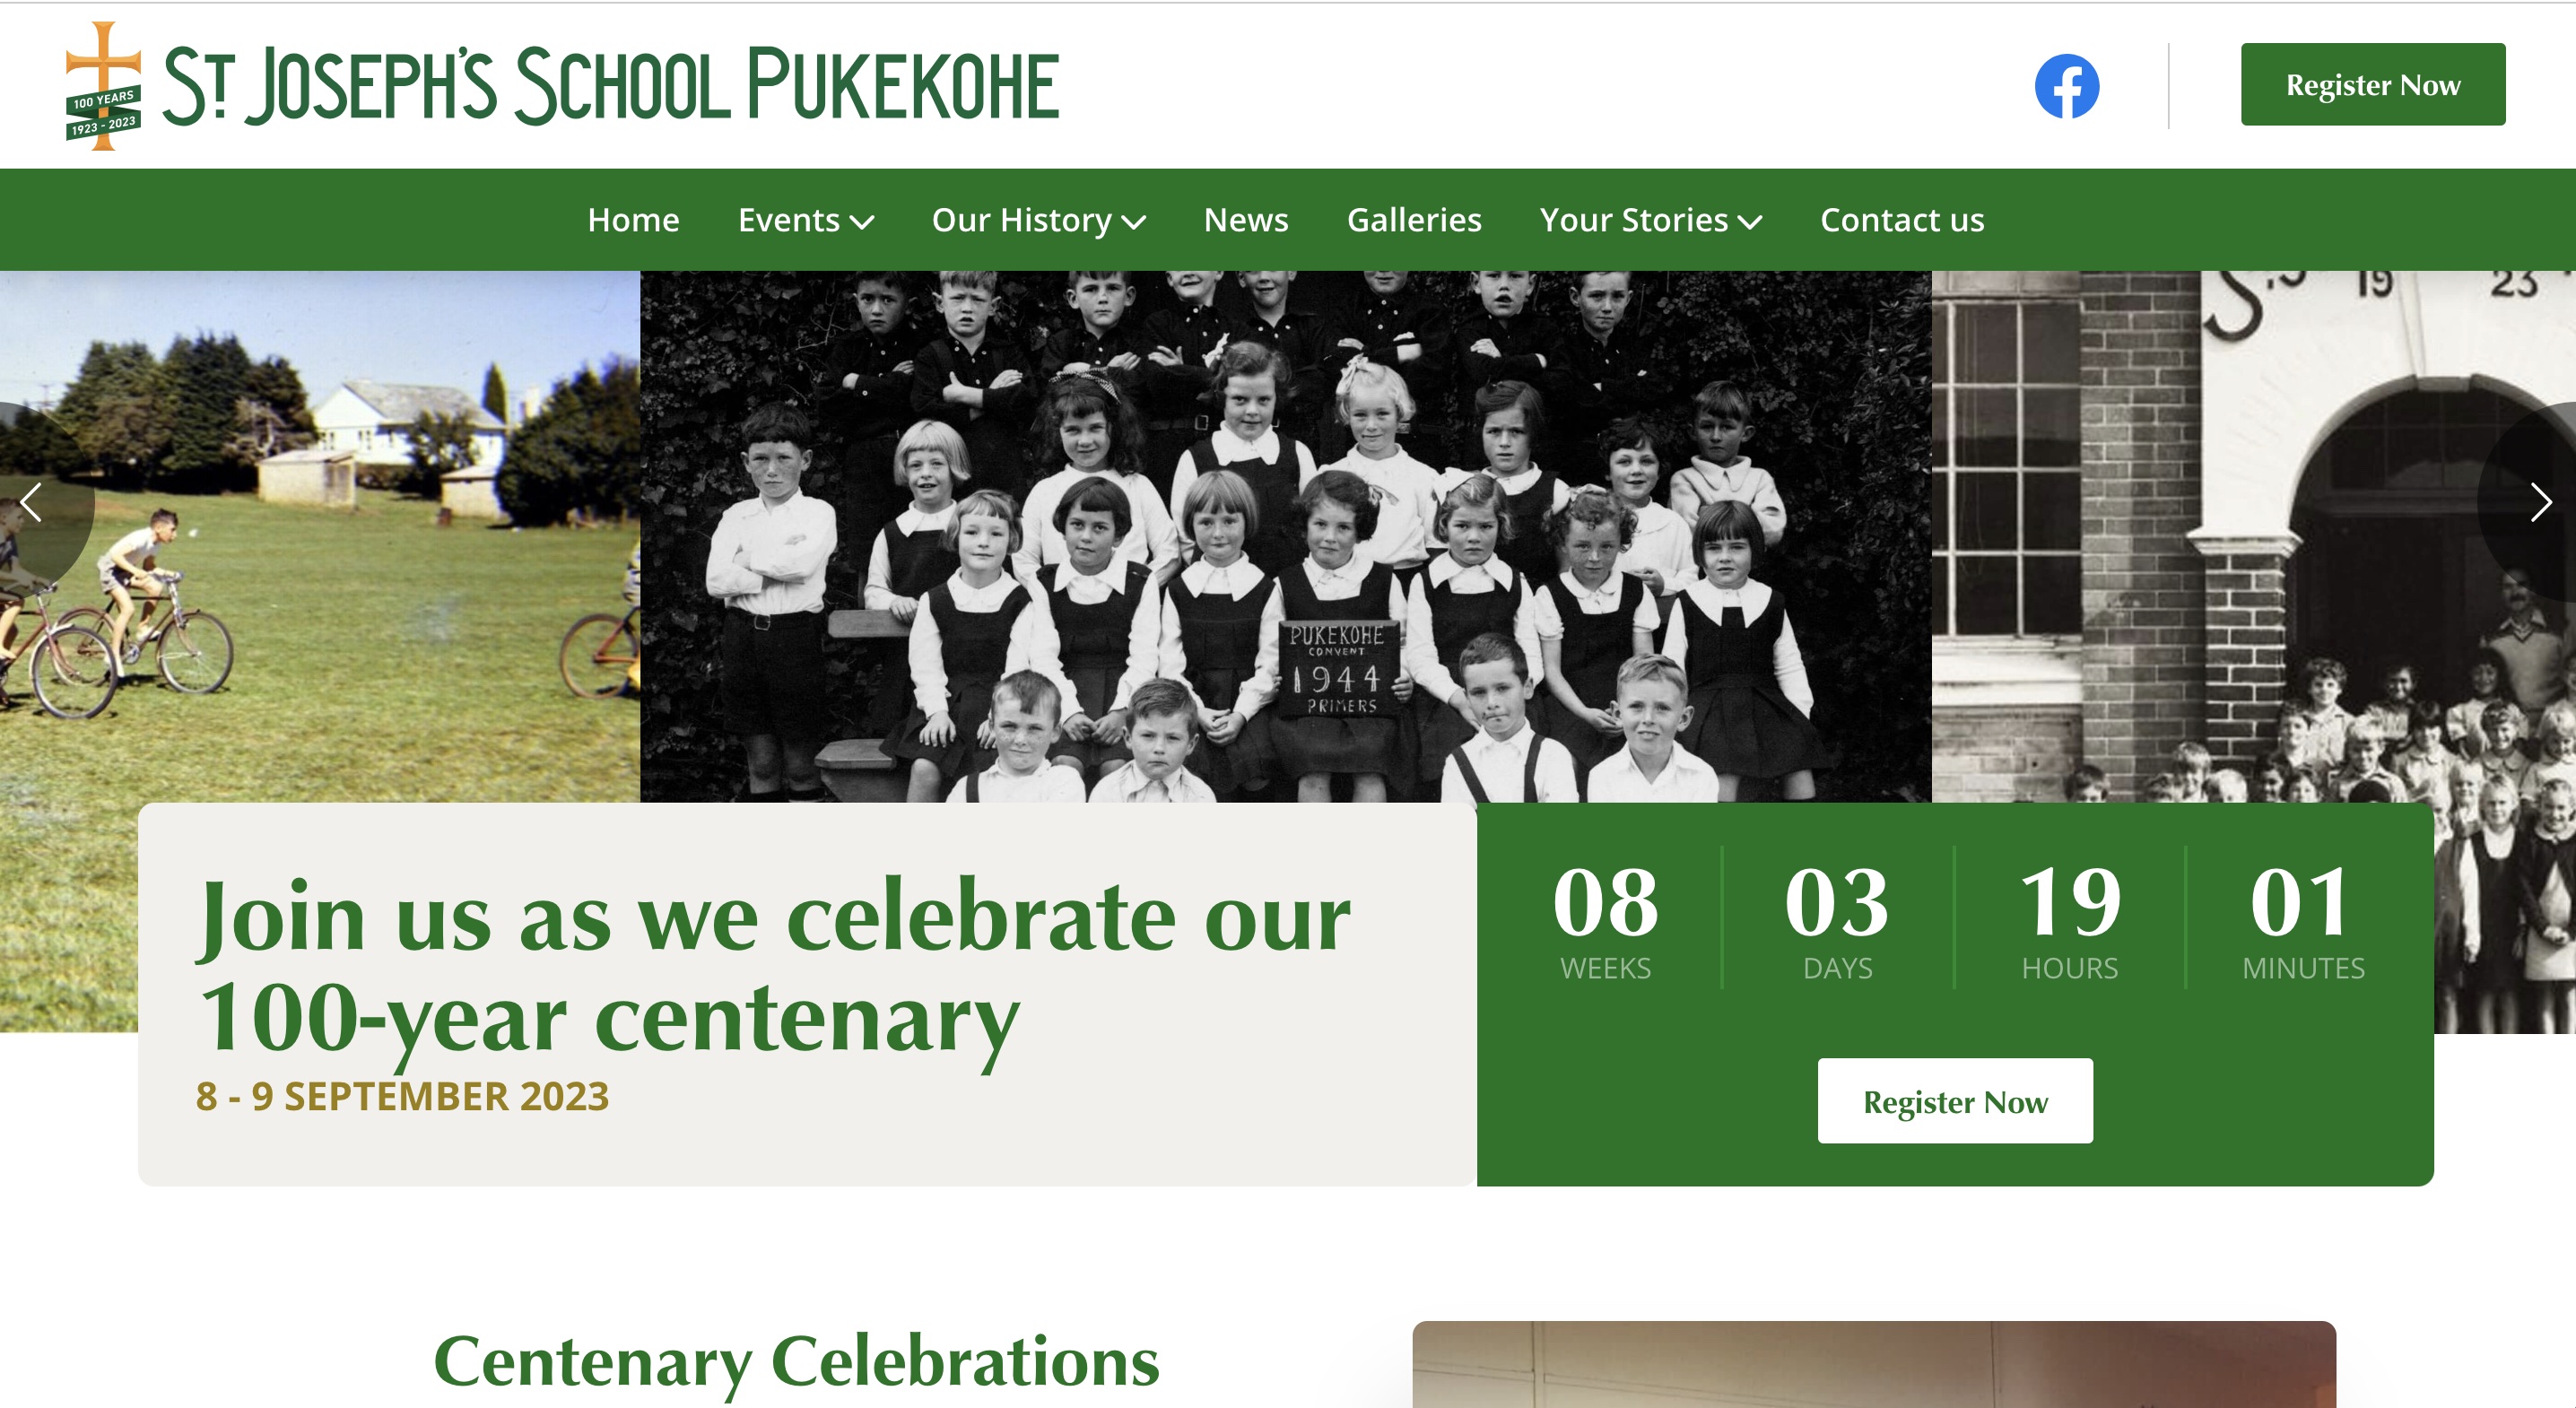 100 YEARS
1923 - 2023
ST JOSEPH'S SCHOOL PUKEKOHE
Register Now
Home Events Our History News Galleries Your Stories Contact us
19 23
PUKEKOHE
CONVENT
1944
PRIMERS
Join us as we celebrate our
100-year centenary
8 - 9 SEPTEMBER 2023
08 03 19 01
WEEKS DAYS HOURS MINUTES
Register Now
Centenary Celebrations